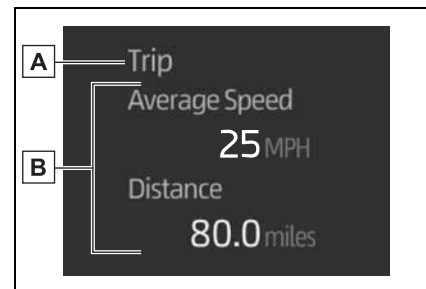 A
Trip
Average Speed
25 MPH
B
Distance
80.0 miles